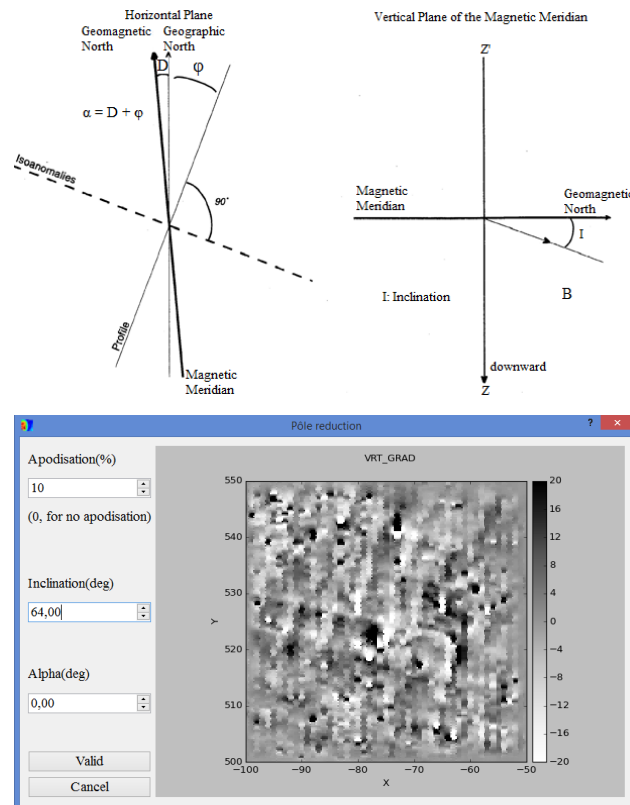 Horizontal Plane
Geomagnetic Geographic
North North
D
φ
α = D + φ
Isoanomalies
90°
Profile
Magnetic
Meridian
Vertical Plane of the Magnetic Meridian
Z'
Magnetic
Meridian
Geomagnetic
North
I
I: Inclination
B
downward
Z
Pôle reduction
? ×
Apodisation(%)
10
(0, for no apodisation)
Inclination(deg)
64,00
Alpha(deg)
0,00
Valid
Cancel
VRT_GRAD
550
540
530
520
510
500
Y
−100 −90 −80 −70 −60 −50
X
20
16
12
8
4
0
−4
−8
−12
−16
−20